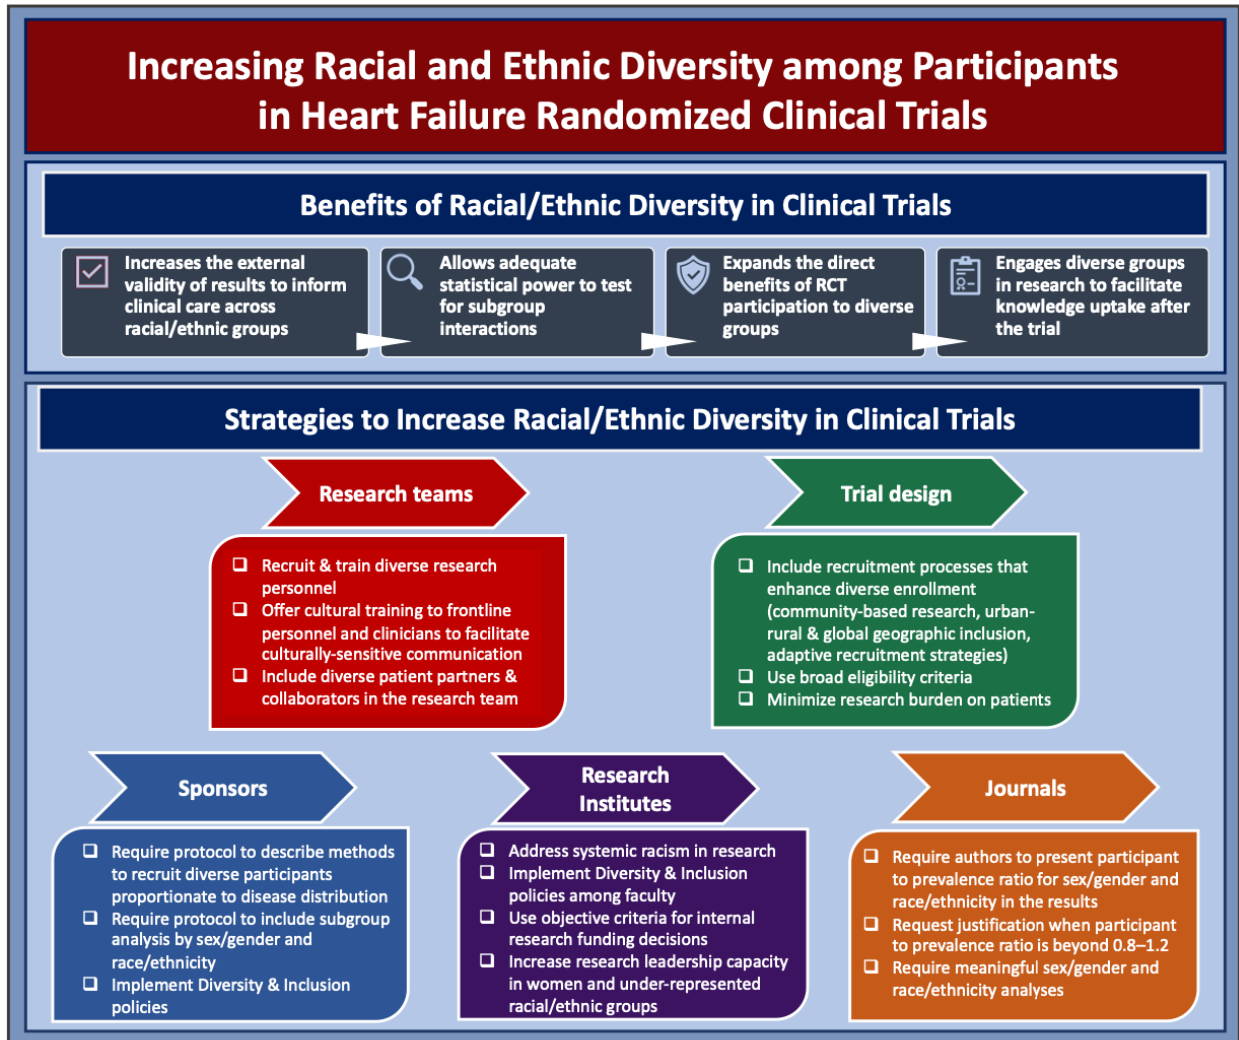 Increasing Racial and Ethnic Diversity among Participants
in Heart Failure Randomized Clinical Trials
Benefits of Racial/Ethnic Diversity in Clinical Trials
Increases the external
validity of results to inform
clinical care across
racial/ethnic groups
Allows adequate
statistical power to test
for subgroup
interactions
Expands the direct
benefits of RCT
participation to diverse
groups
Engages diverse groups
in research to facilitate
knowledge uptake after
the trial
Strategies to Increase Racial/Ethnic Diversity in Clinical Trials
Research teams
Recruit & train diverse research
personnel
Offer cultural training to frontline
personnel and clinicians to facilitate
culturally-sensitive communication
Include diverse patient partners &
collaborators in the research team
Trial design
Include recruitment processes that
enhance diverse enrollment
(community-based research, urban-
rural & global geographic inclusion,
adaptive recruitment strategies)
Use broad eligibility criteria
Minimize research burden on patients
Sponsors
Require protocol to describe methods
to recruit diverse participants
proportionate to disease distribution
Require protocol to include subgroup
analysis by sex/gender and
race/ethnicity
Implement Diversity & Inclusion
policies
Research
Institutes
Address systemic racism in research
Implement Diversity & Inclusion
policies among faculty
Use objective criteria for internal
research funding decisions
Increase research leadership capacity
in women and under-represented
racial/ethnic groups
Journals
Require authors to present participant
to prevalence ratio for sex/gender and
race/ethnicity in the results
Request justification when participant
to prevalence ratio is beyond 0.8–1.2
Require meaningful sex/gender and
race/ethnicity analyses